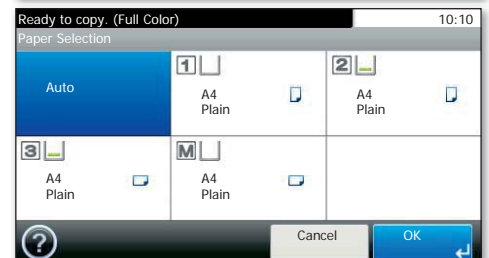 Ready to copy. (Full Color) 10:10
Paper Selection
Auto
1
A4
Plain
2
A4
Plain
3
A4
Plain
M
A4
Plain
?
Cancel
OK